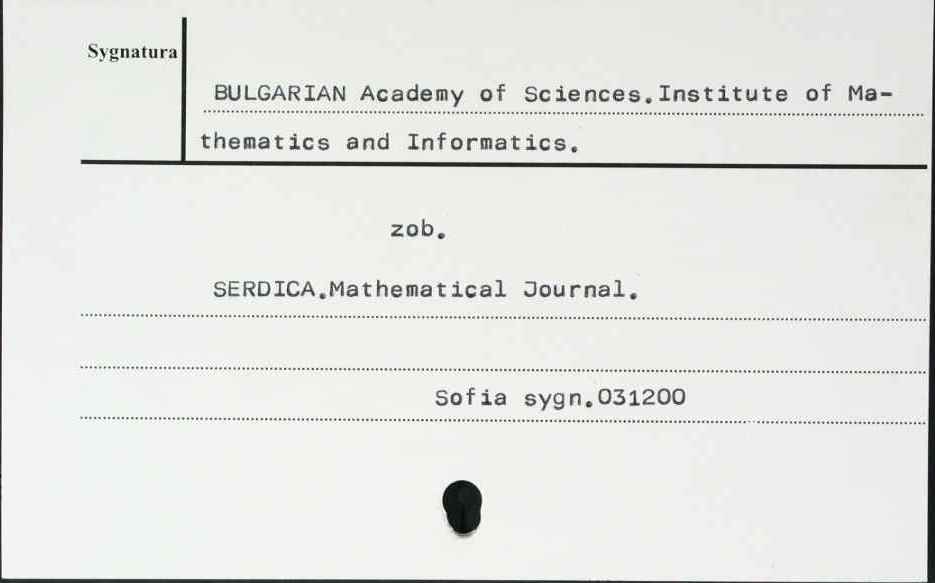 Sygnatura
BULGARIAN Academy of Sciences.Institute of Ma-
thematics and Informatics.
zob.
SERDICA.Mathematical Journal.
Sofia sygn.031200